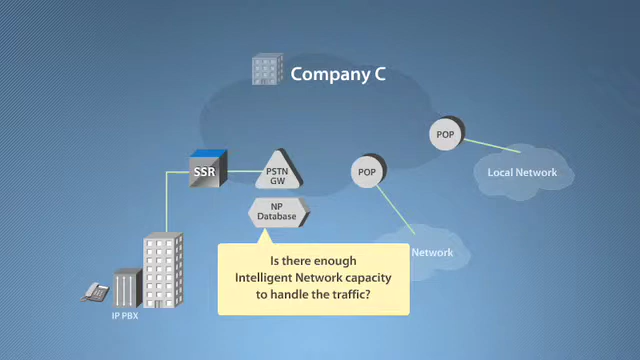 Company C
POP
SSR
PSTN
GW
POP
Local Network
NP
Database
Network
Is there enough
Intelligent Network capacity
to handle the traffic?
IP PBX